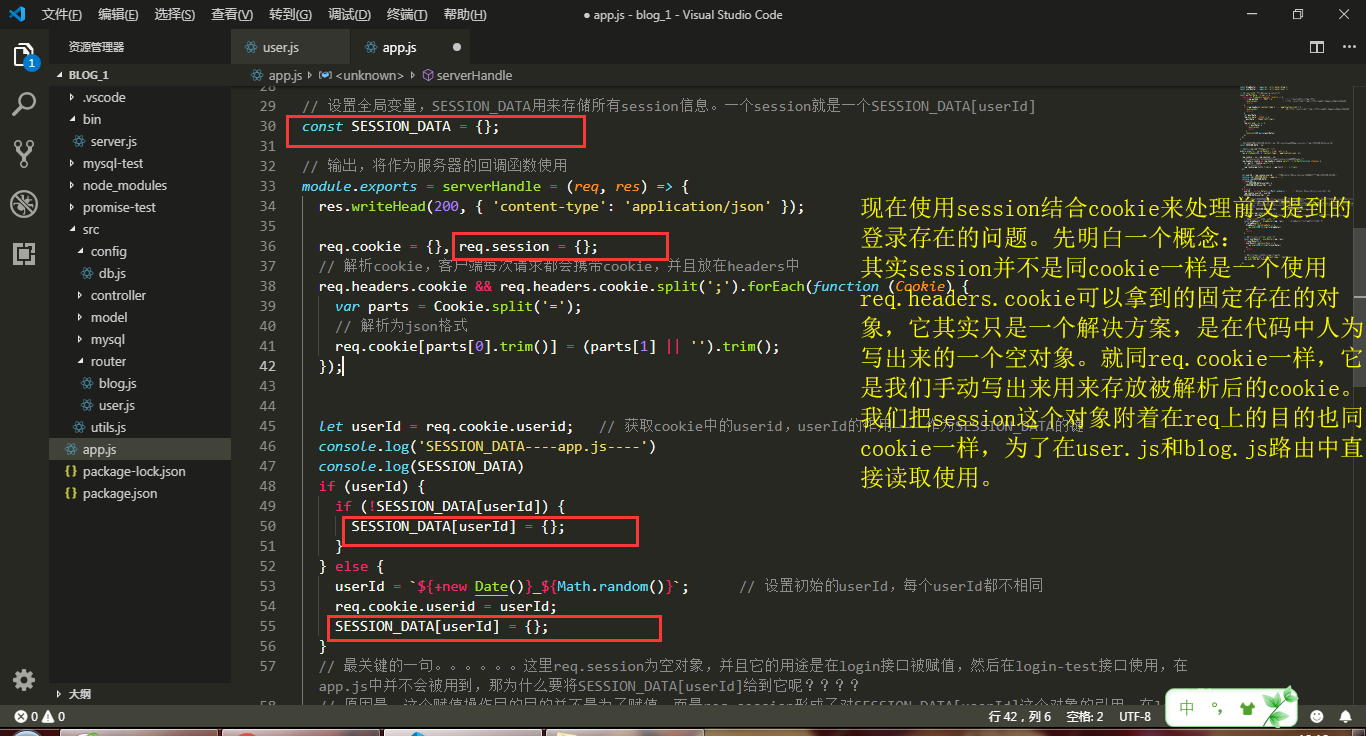 文件(F) 编辑(E) 选择(S) 查看(V) 转到(G) 调试(D) 终端(T) 帮助(H)
● app.js - blog_1 - Visual Studio Code
资源管理器
user.js
app.js
1
BLOG_1
.vscode
bin
server.js
mysql-test
node_modules
promise-test
src
config
db.js
controller
model
mysql
router
blog.js
user.js
utils.js
app.js
{} package-lock.json
{} package.json
大纲
app.js <unknown> serverHandle
28
29 // 设置全局变量，SESSION_DATA用来存储所有session信息。一个session就是一个SESSION_DATA[userId]
30 const SESSION_DATA = {};
31
32 // 输出，将作为服务器的回调函数使用
33 module.exports = serverHandle = (req, res) => {
34 res.writeHead(200, { 'content-type': 'application/json' });
35
36 req.cookie = {}, req.session = {};
37 // 解析cookie，客户端每次请求都会携带cookie，并且放在headers中
38 req.headers.cookie && req.headers.cookie.split(';').forEach(function (Cookie) {
39 var parts = Cookie.split('=');
40 // 解析为json格式
41 req.cookie[parts[0].trim()] = (parts[1] || '').trim();
42 });
43
44
45 let userId = req.cookie.userid; // 获取cookie中的userid，userId的作用——作为SESSION_DATA的键
46 console.log('SESSION_DATA----app.js----')
47 console.log(SESSION_DATA)
48 if (userId) {
49 if (!SESSION_DATA[userId]) {
50 SESSION_DATA[userId] = {};
51 }
52 } else {
53 userId = `${+new Date()}_${Math.random()}`; // 设置初始的userId，每个userId都不相同
54 req.cookie.userid = userId;
55 SESSION_DATA[userId] = {};
56 }
57 // 最关键的一句。。。。。。这里req.session为空对象，并且它的用途是在login接口被赋值，然后在login-test接口使用，在
app.js中并不会被用到，那为什么要将SESSION_DATA[userId]给到它呢？？？？
现在使用session结合cookie来处理前文提到的
登录存在的问题。先明白一个概念：
其实session并不是同cookie一样是一个使用
req.headers.cookie可以拿到的固定存在的对
象，它其实只是一个解决方案，是在代码中人为
写出来的一个空对象。就同req.cookie一样，它
是我们手动写出来用来存放被解析后的cookie。
我们把session这个对象附着在req上的目的也同
cookie一样，为了在user.js和blog.js路由中直
接读取使用。
0 0
行 42，列 6 空格: 2 UTF-8
中